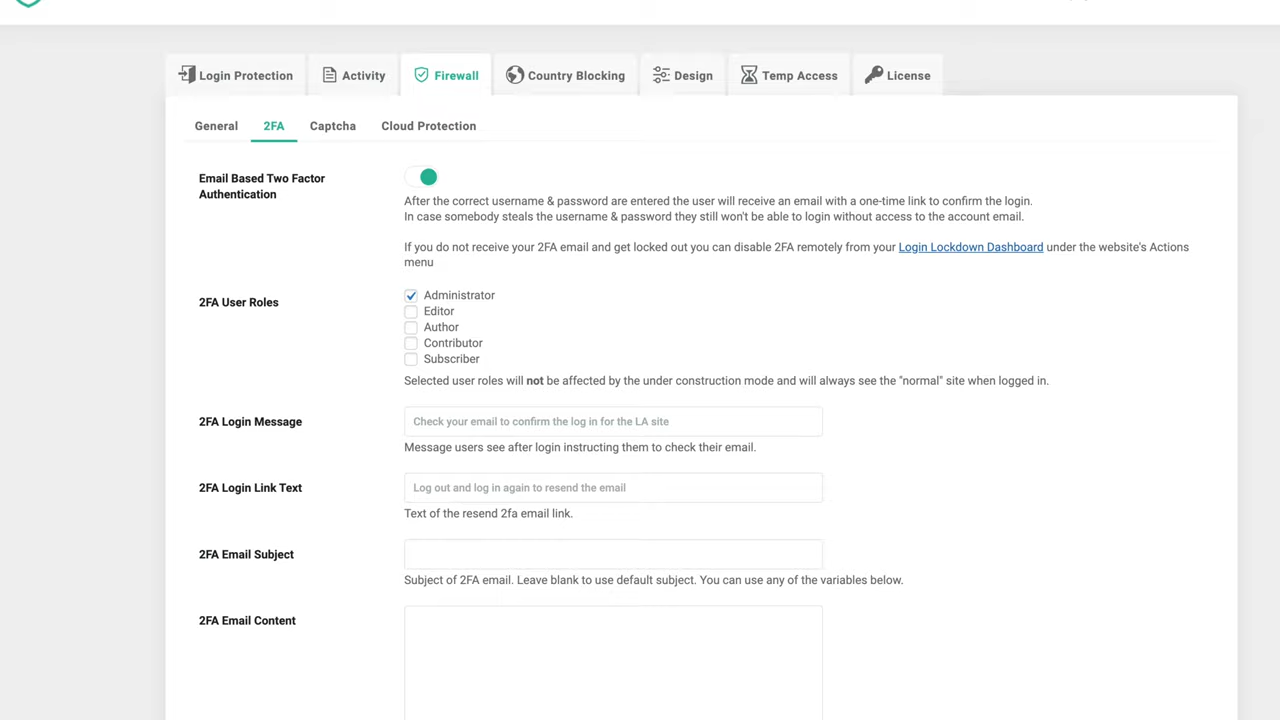 Login Protection
Activity
Firewall
Country Blocking
Design
Temp Access
License
General
2FA
Captcha
Cloud Protection
Email Based Two Factor
Authentication
After the correct username & password are entered the user will receive an email with a one-time link to confirm the login.
In case somebody steals the username & password they still won't be able to login without access to the account email.
If you do not receive your 2FA email and get locked out you can disable 2FA remotely from your Login Lockdown Dashboard under the website's Actions
menu
2FA User Roles
Administrator
Editor
Author
Contributor
Subscriber
Selected user roles will not be affected by the under construction mode and will always see the "normal" site when logged in.
2FA Login Message
Check your email to confirm the log in for the LA site
Message users see after login instructing them to check their email.
2FA Login Link Text
Log out and log in again to resend the email
Text of the resend 2fa email link.
2FA Email Subject
Subject of 2FA email. Leave blank to use default subject. You can use any of the variables below.
2FA Email Content